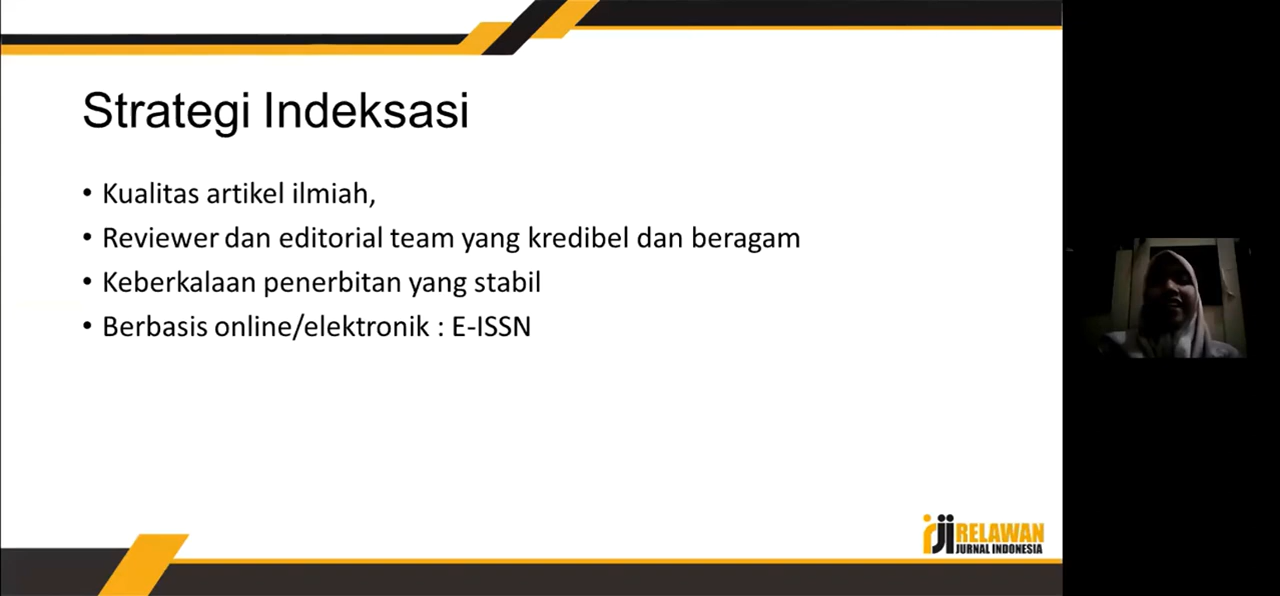 Strategi Indeksasi
• Kualitas artikel ilmiah,
• Reviewer dan editorial team yang kredibel dan beragam
• Keberkalaan penerbitan yang stabil
• Berbasis online/elektronik : E-ISSN
rji RELAWAN
JURNAL INDONESIA